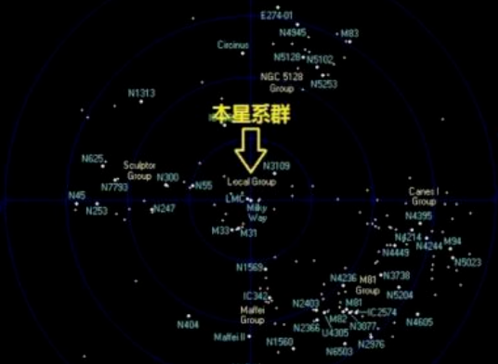 E274-01
N4945
M83
Circinus
N5128
N5102
NGC 5128
Group
N5253
N1313
本星系群
N3109
N625
Sculptor
Group
N300
N7793
N55
Local Group
Canes I
Group
N45
N253
N247
LMC
Milky
Way
N4395
M33
M31
N4214
N4244
M94
N4449
N5023
N1569
N4236
M81
Group
N3738
IC342
N5204
Maffei
Group
N2403
M81
IC2574
N404
M82
N4605
N2366
N3077
U4305
Maffei II
N1560
N2976
N6503